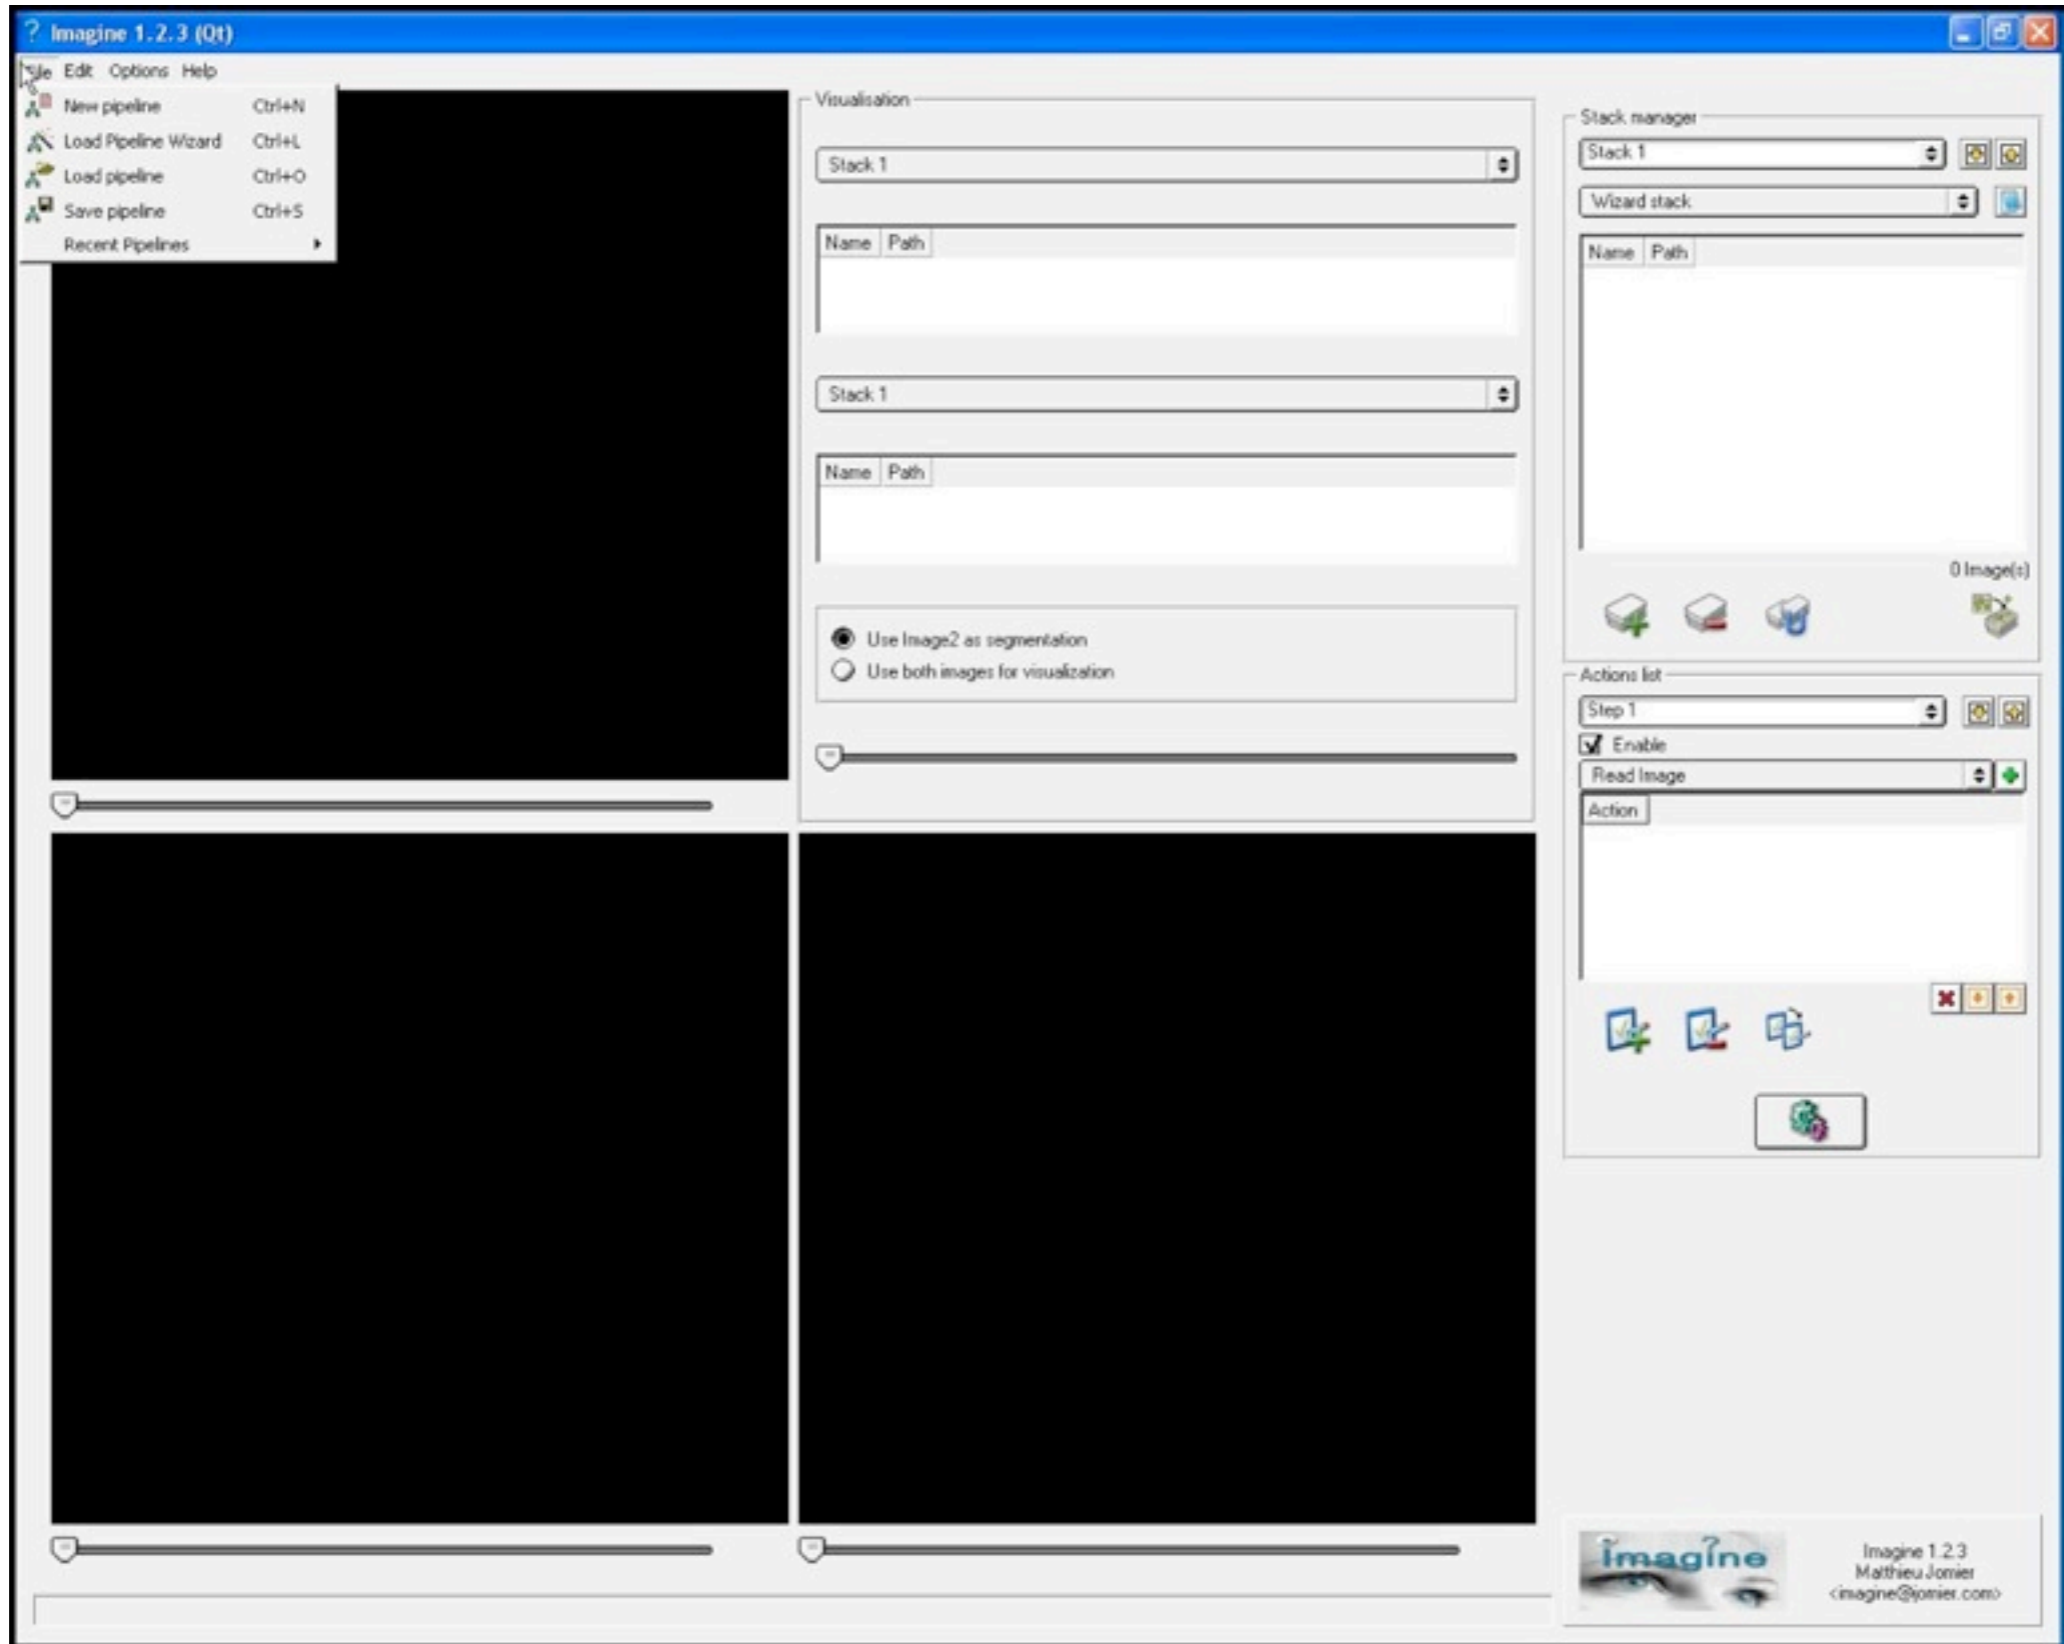 ? Imagine 1.2.3 (Qt)
File Edit Options Help
New pipeline Ctrl+N
Load Pipeline Wizard Ctrl+L
Load pipeline Ctrl+O
Save pipeline Ctrl+S
Recent Pipelines
Visualisation
Stack 1
Name Path
Stack 1
Name Path
Use Image2 as segmentation
Use both images for visualization
Stack manager
Stack 1
Wizard stack
Name Path
0 Image(s)
Actions list
Step 1
Enable
Read Image
Action
imagine
Imagine 1.2.3
Matthieu Jomier
<imagine@jomier.com>